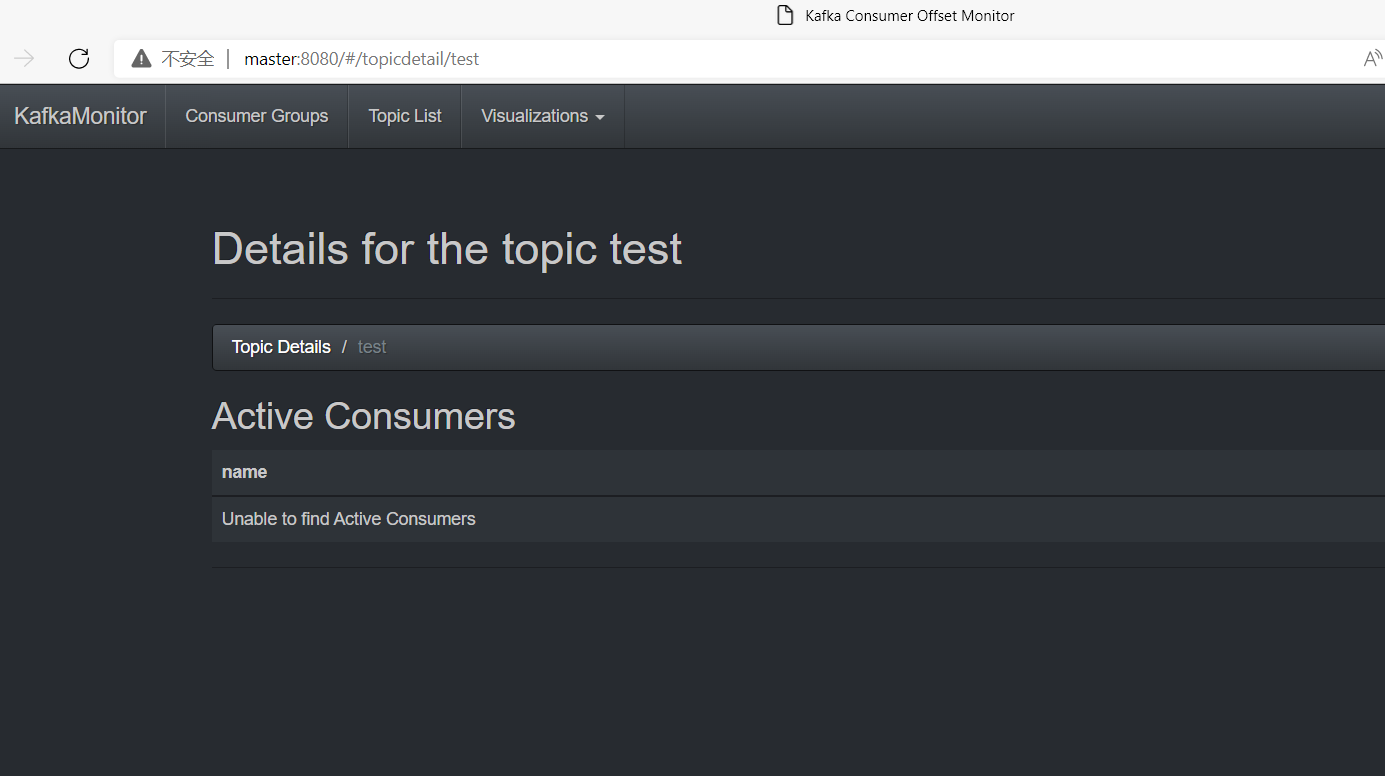 Kafka Consumer Offset Monitor
不安全 | master:8080/#/topicdetail/test A))
KafkaMonitor Consumer Groups Topic List Visualizations
Details for the topic test
Topic Details / test
Active Consumers
name
Unable to find Active Consumers